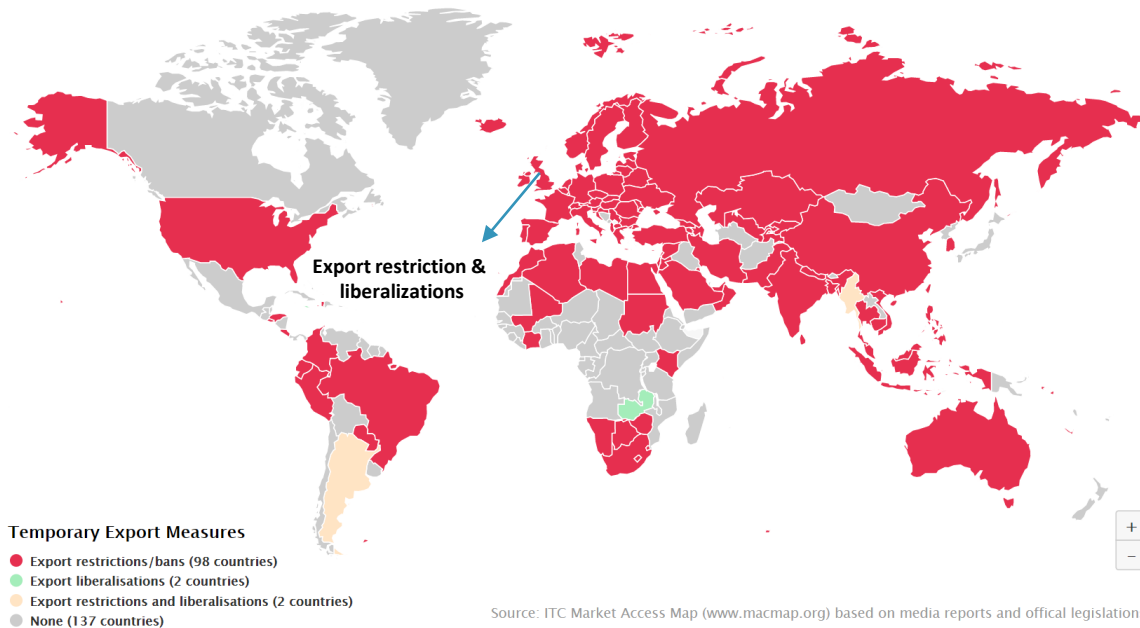 Export restriction &
liberalizations
Temporary Export Measures
Export restrictions/bans (98 countries)
Export liberalisations (2 countries)
Export restrictions and liberalisations (2 countries)
None (137 countries)
Source: ITC Market Access Map (www.macmap.org) based on media reports and offical legislation
+
−